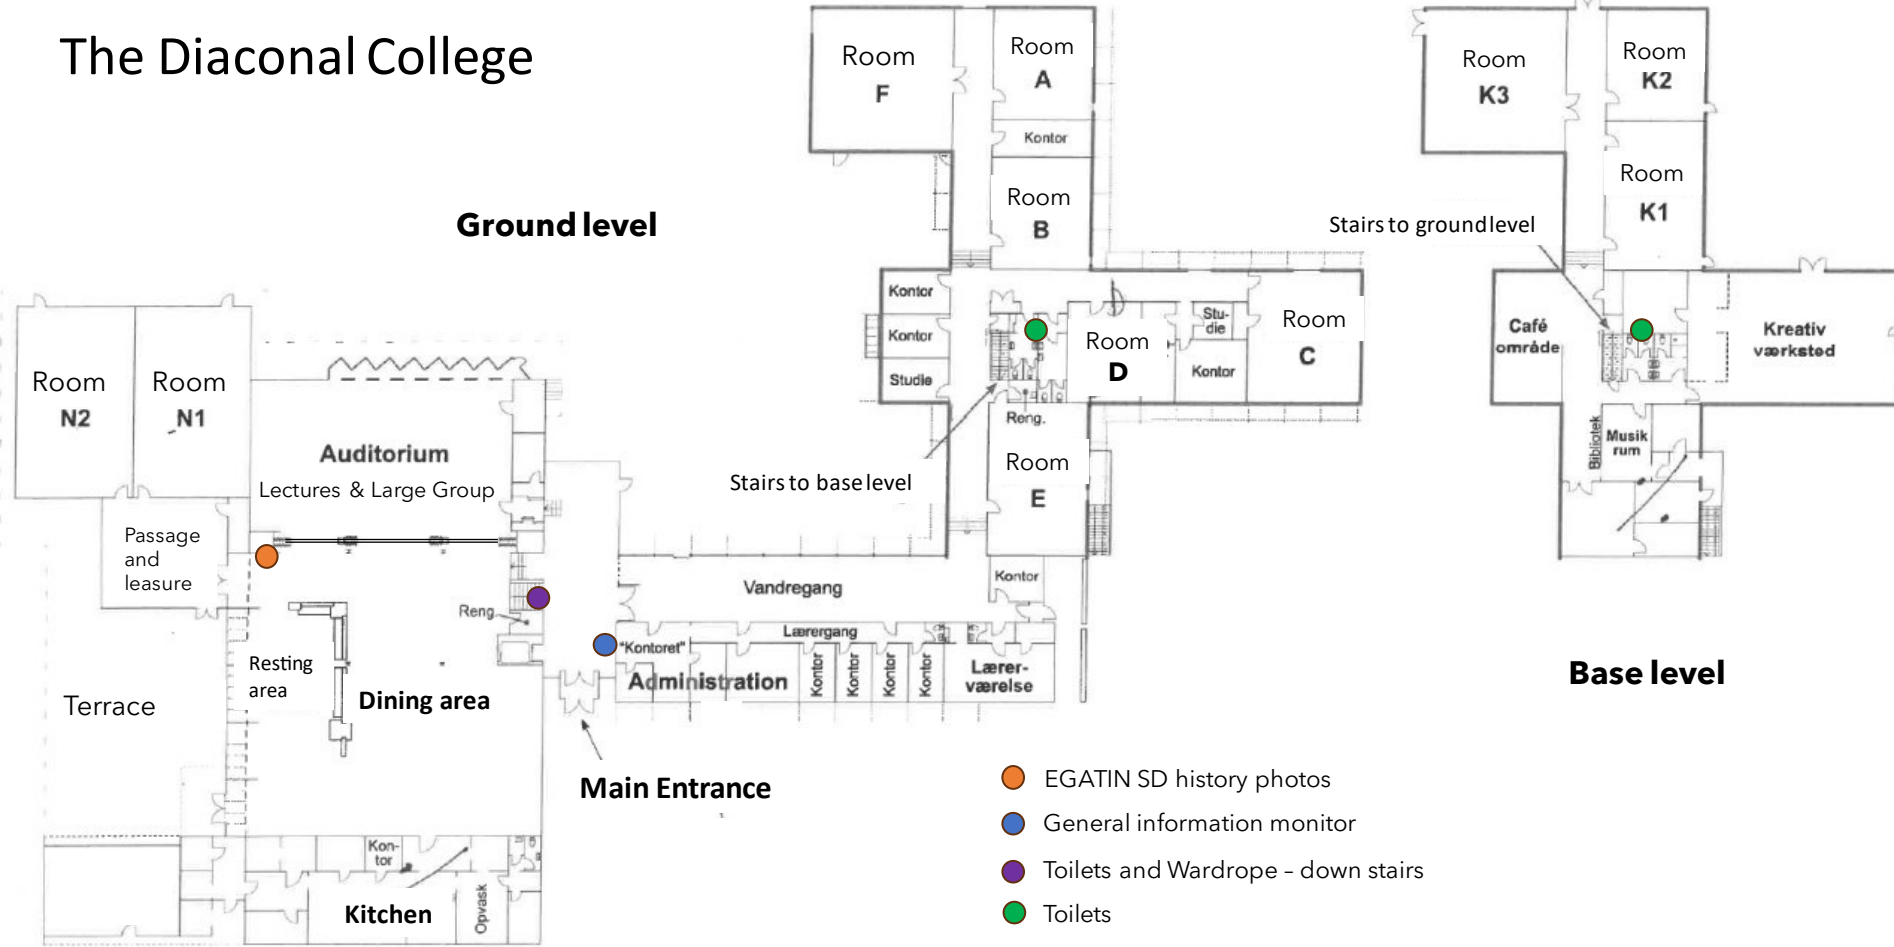 The Diaconal College
Ground level
Room
F
Room
A
Kontor
Room
B
Kontor
Kontor
Studie
Room
D
Stu-
die
Kontor
Room
C
Reng.
Room
E
Stairs to base level
Room
N2
Room
N1
Auditorium
Lectures & Large Group
Passage
and
leasure
Reng
Resting
area
Terrace
Dining area
Vandregang
Kontor
Lærergang
"Kontoret"
Administration
Kontor
Kontor
Kontor
Kontor
Lærer-
værelse
Main Entrance
Kon-
tor
Kitchen
Opvask
Room
K3
Room
K2
Room
K1
Stairs to groundlevel
Café
område
Kreativ
værksted
Bibliotek
Musik
rum
Base level
EGATIN SD history photos
General information monitor
Toilets and Wardrope – down stairs
Toilets